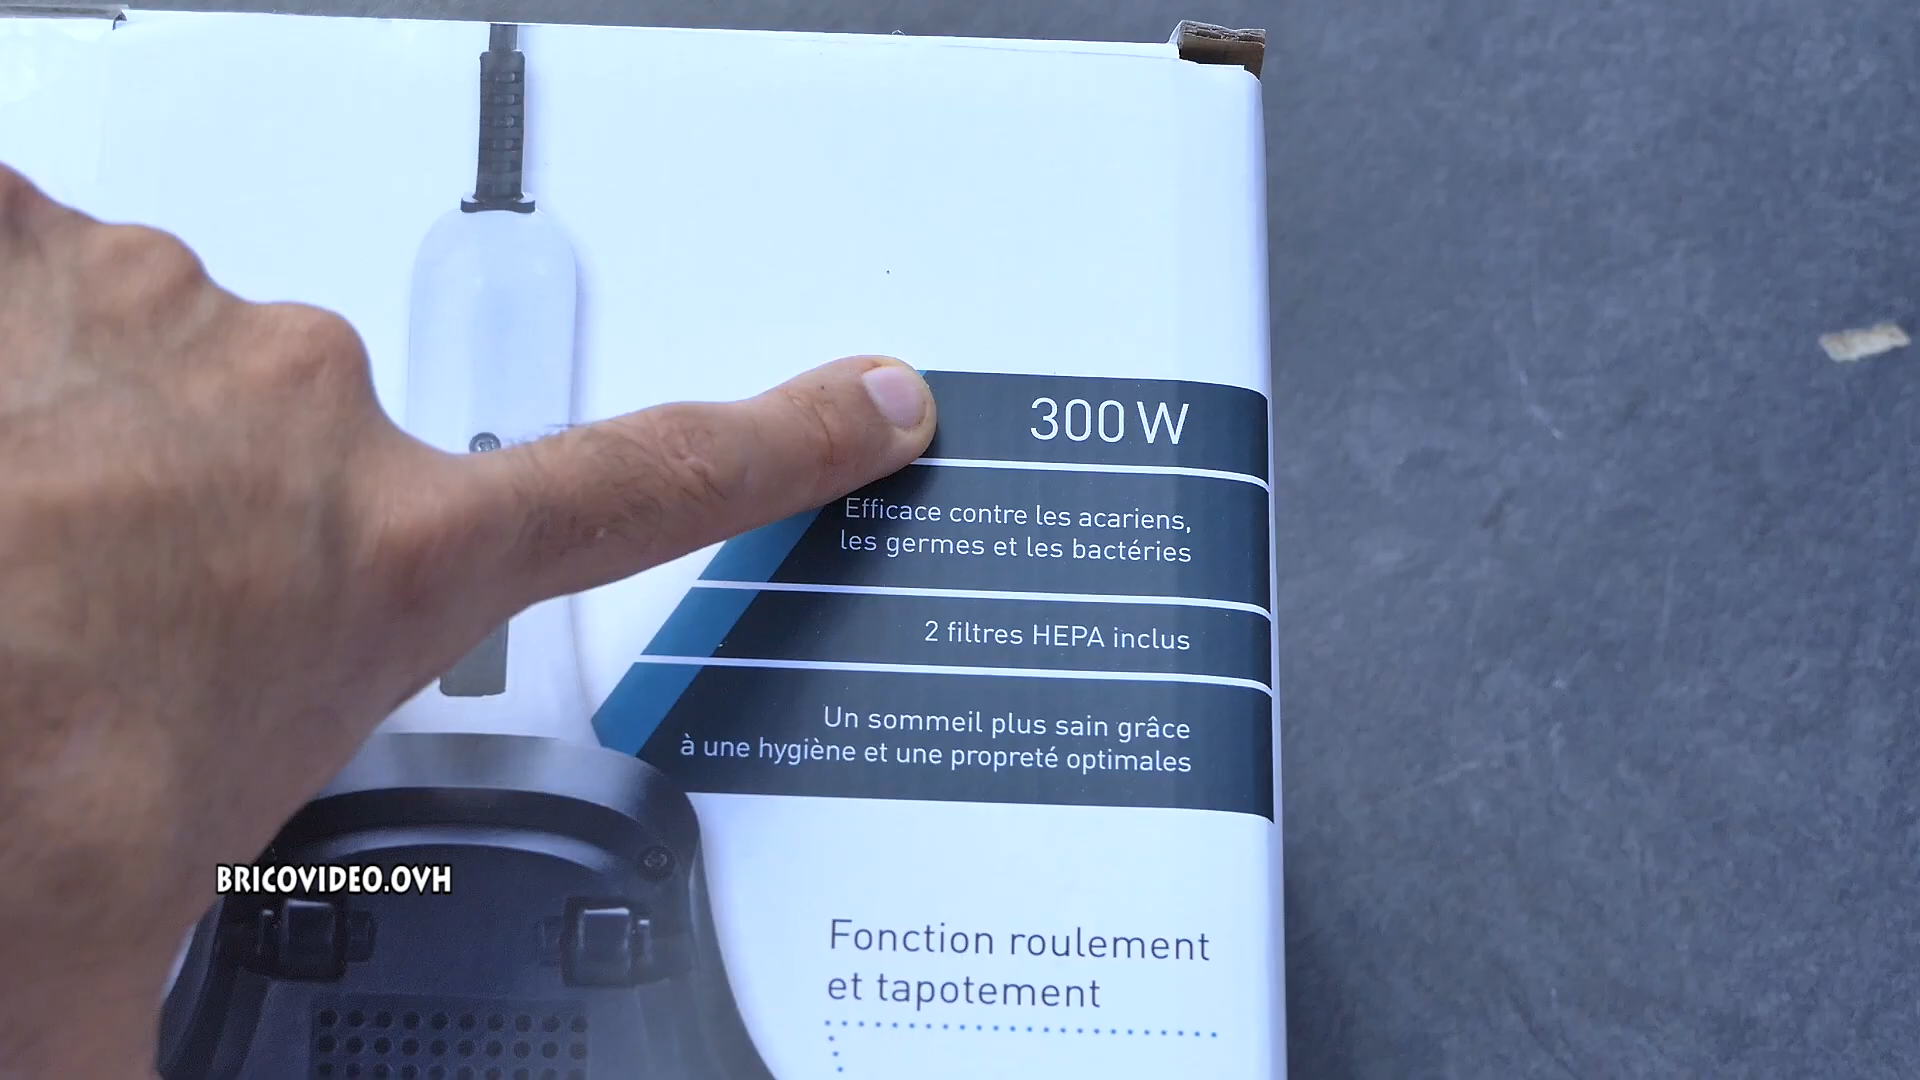 300 W
Efficace contre les acariens,
les germes et les bactéries
2 filtres HEPA inclus
Un sommeil plus sain grâce
à une hygiène et une propreté optimales
BRICOVIDEO.OVH
Fonction roulement
et tapotement